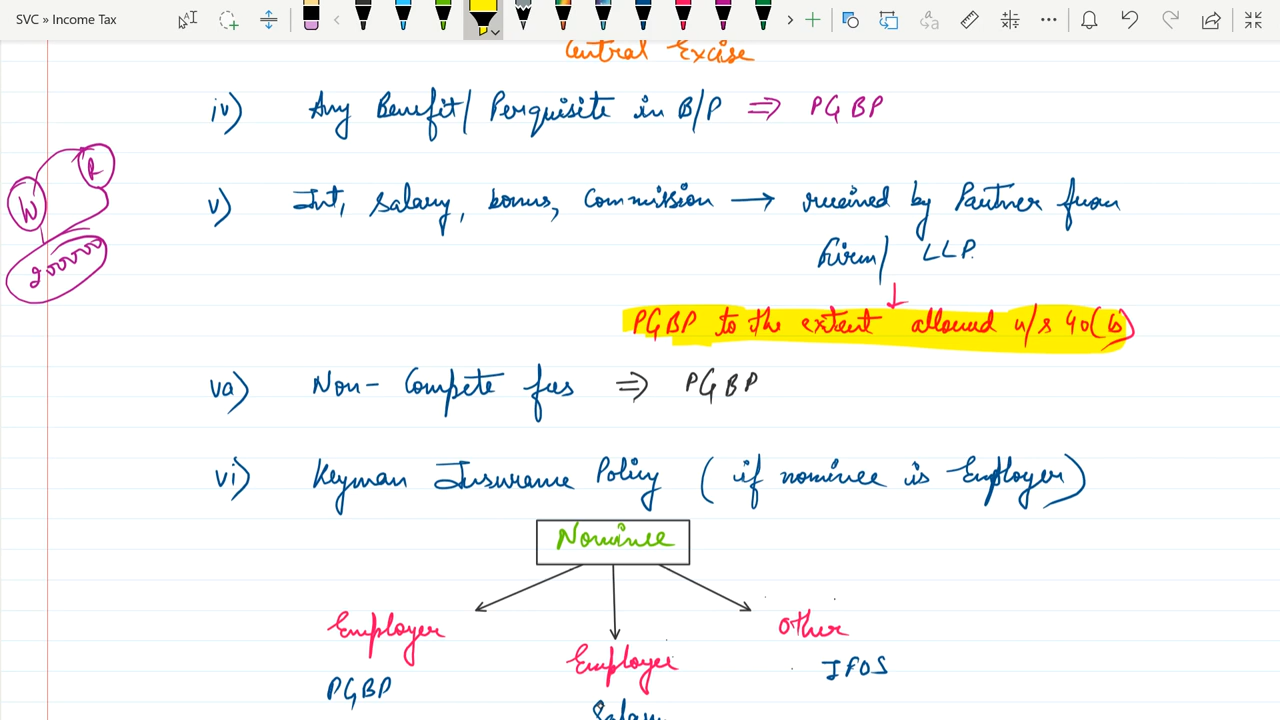 SVC » Income Tax
Central Excise
iv) Any Benefit/ Perquisite in B/P ⇒ PGBP
R
W
v) Int, salary, bonus, Commission → received by Partner from
Firm/ LLP
PGBP to the extent allowed u/s 40(b)
va) Non-Compete fees ⇒ PGBP
vi) Keyman Insurance Policy (if nominee is Employer)
Nominee
Employer
Other
Employee
IFOS
PGBP
Salary